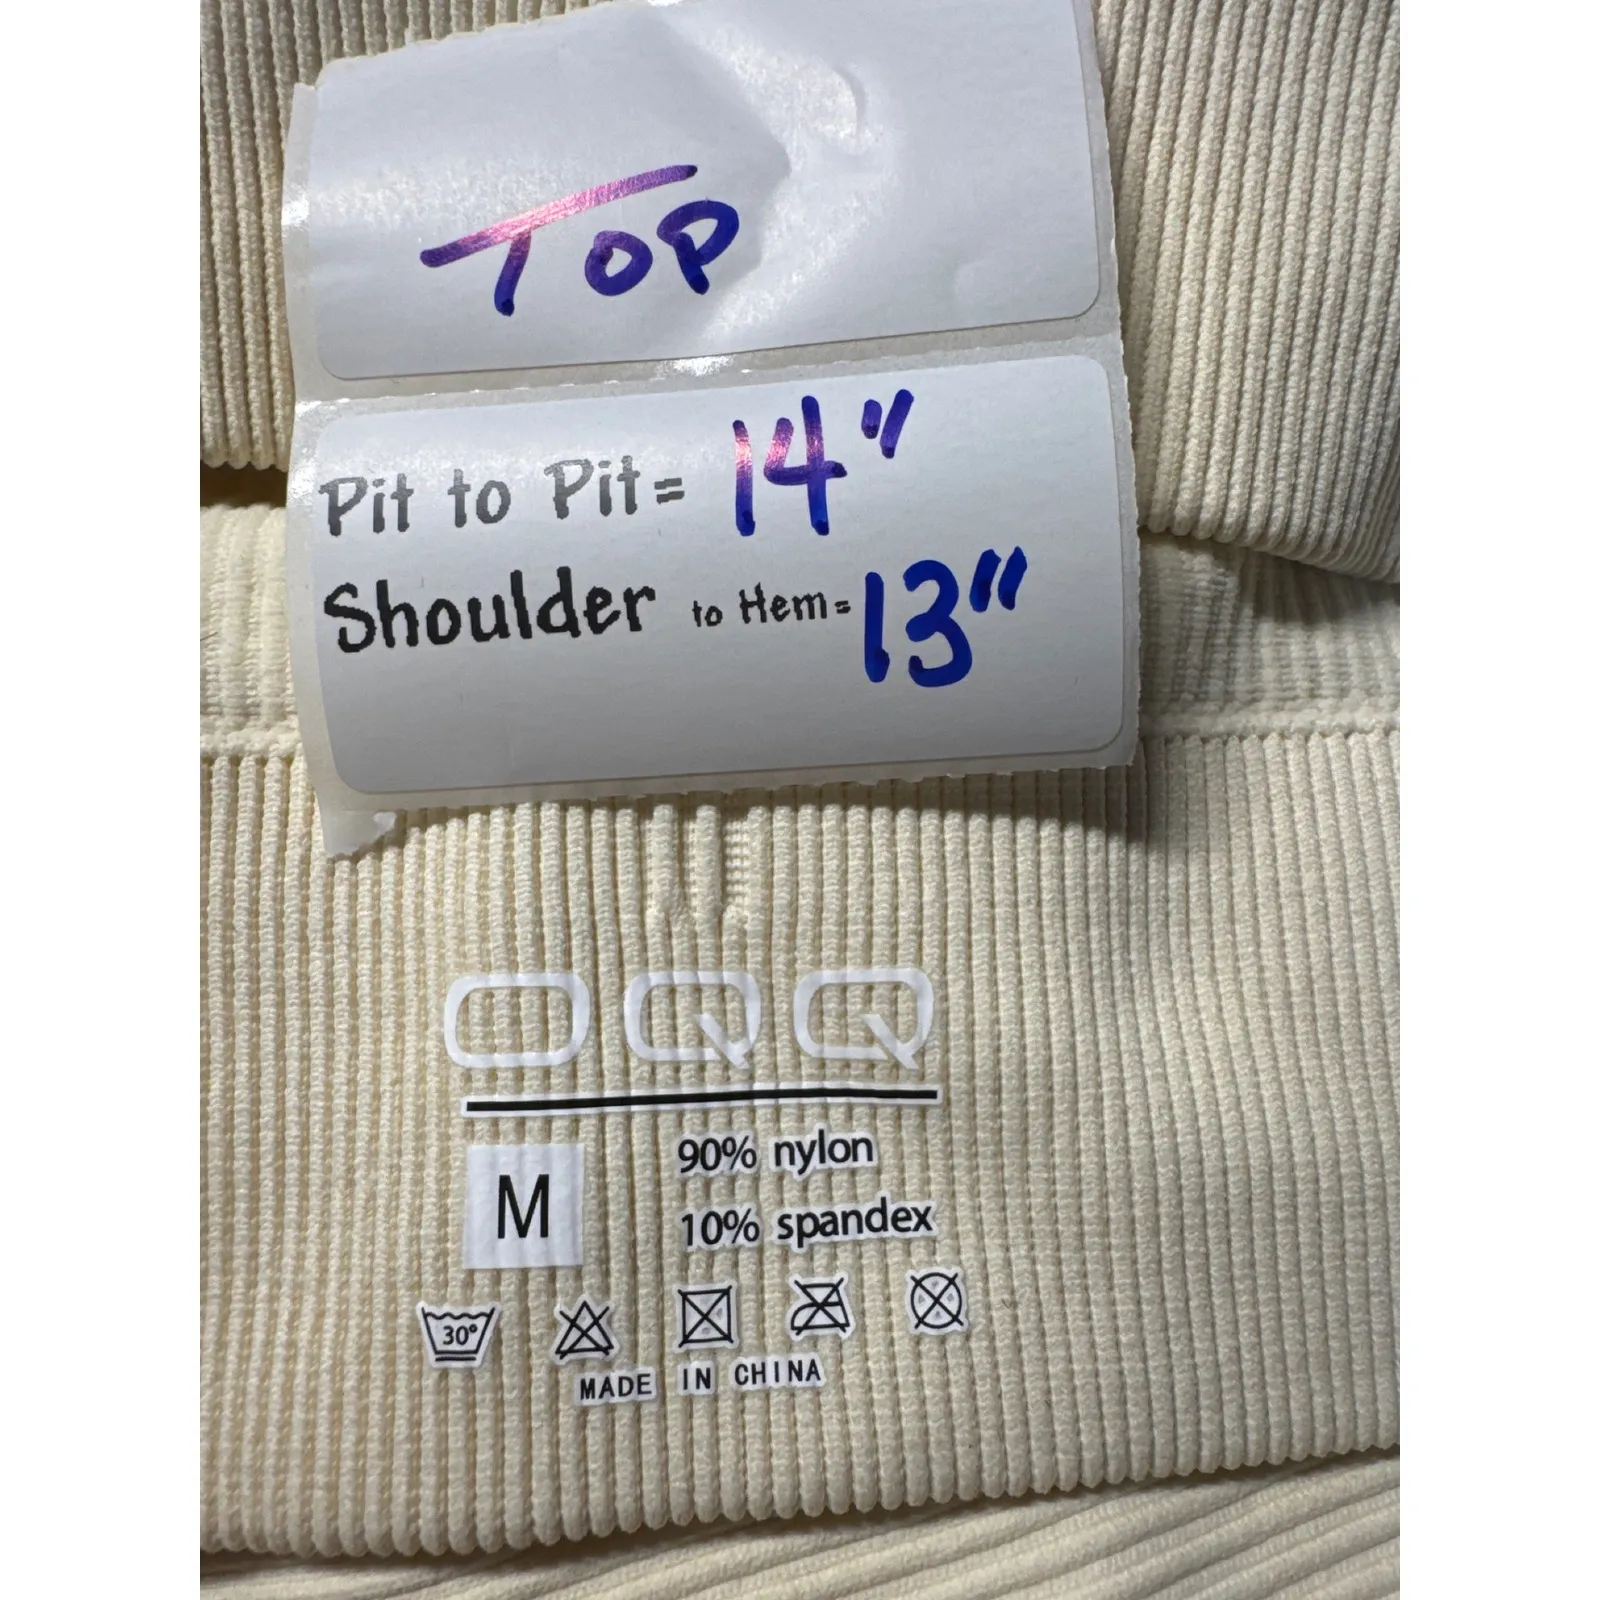 TOP
Pit to Pit= 14"
Shoulder to Hem= 13"
OQQ
M
90% nylon
10% spandex
30°
MADE IN CHINA